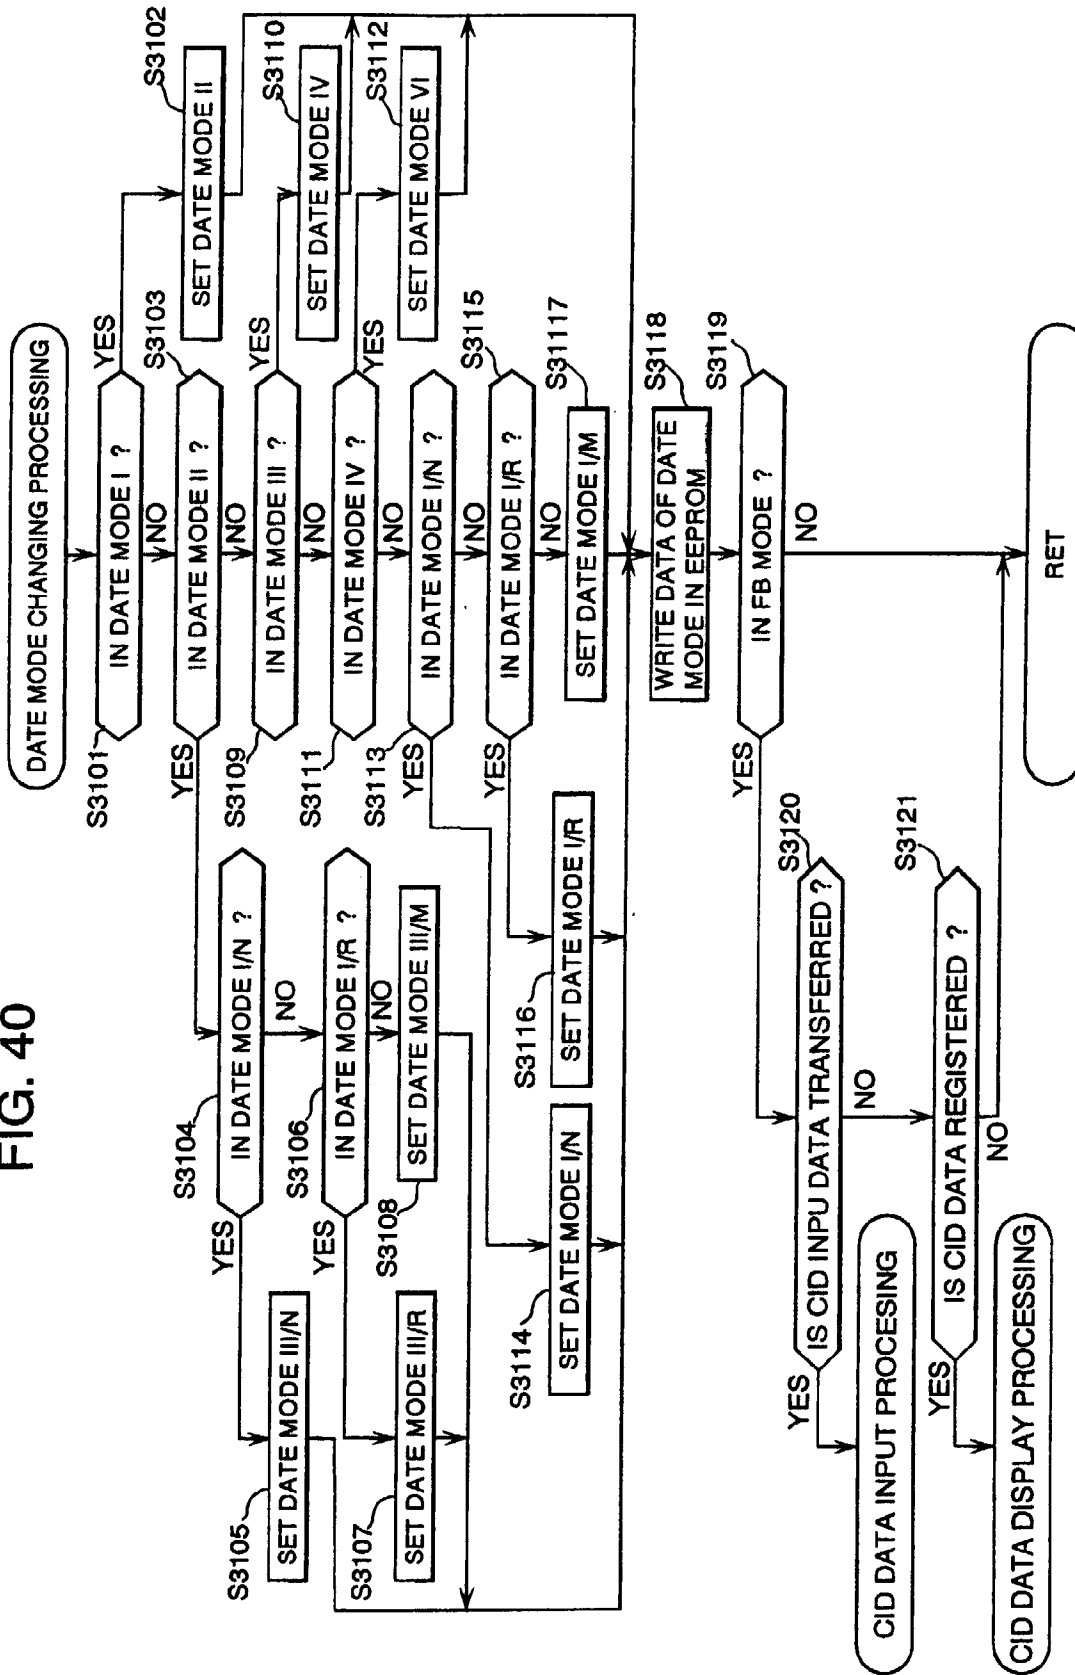 FIG. 40
DATE MODE CHANGING PROCESSING
S3101
IN DATE MODE I ?
YES
NO
S3102
SET DATE MODE II
S3103
IN DATE MODE II ?
YES
NO
S3104
IN DATE MODE I/N ?
YES
NO
S3105
SET DATE MODE III/N
S3106
IN DATE MODE I/R ?
YES
NO
S3107
SET DATE MODE III/R
S3108
SET DATE MODE III/M
S3109
IN DATE MODE III ?
YES
NO
S3110
SET DATE MODE IV
S3111
IN DATE MODE IV ?
YES
NO
S3112
SET DATE MODE VI
S3113
IN DATE MODE I/N ?
YES
NO
S3114
SET DATE MODE I/N
S3115
IN DATE MODE I/R ?
YES
NO
S3116
SET DATE MODE I/R
S31117
SET DATE MODE I/M
S3118
WRITE DATA OF DATE
MODE IN EEPROM
S3119
IN FB MODE ?
YES
NO
S3120
IS CID INPU DATA TRANSFERRED ?
YES
NO
CID DATA INPUT PROCESING
S3121
IS CID DATA REGISTERED ?
YES
NO
CID DATA DISPLAY PROCESSING
RET